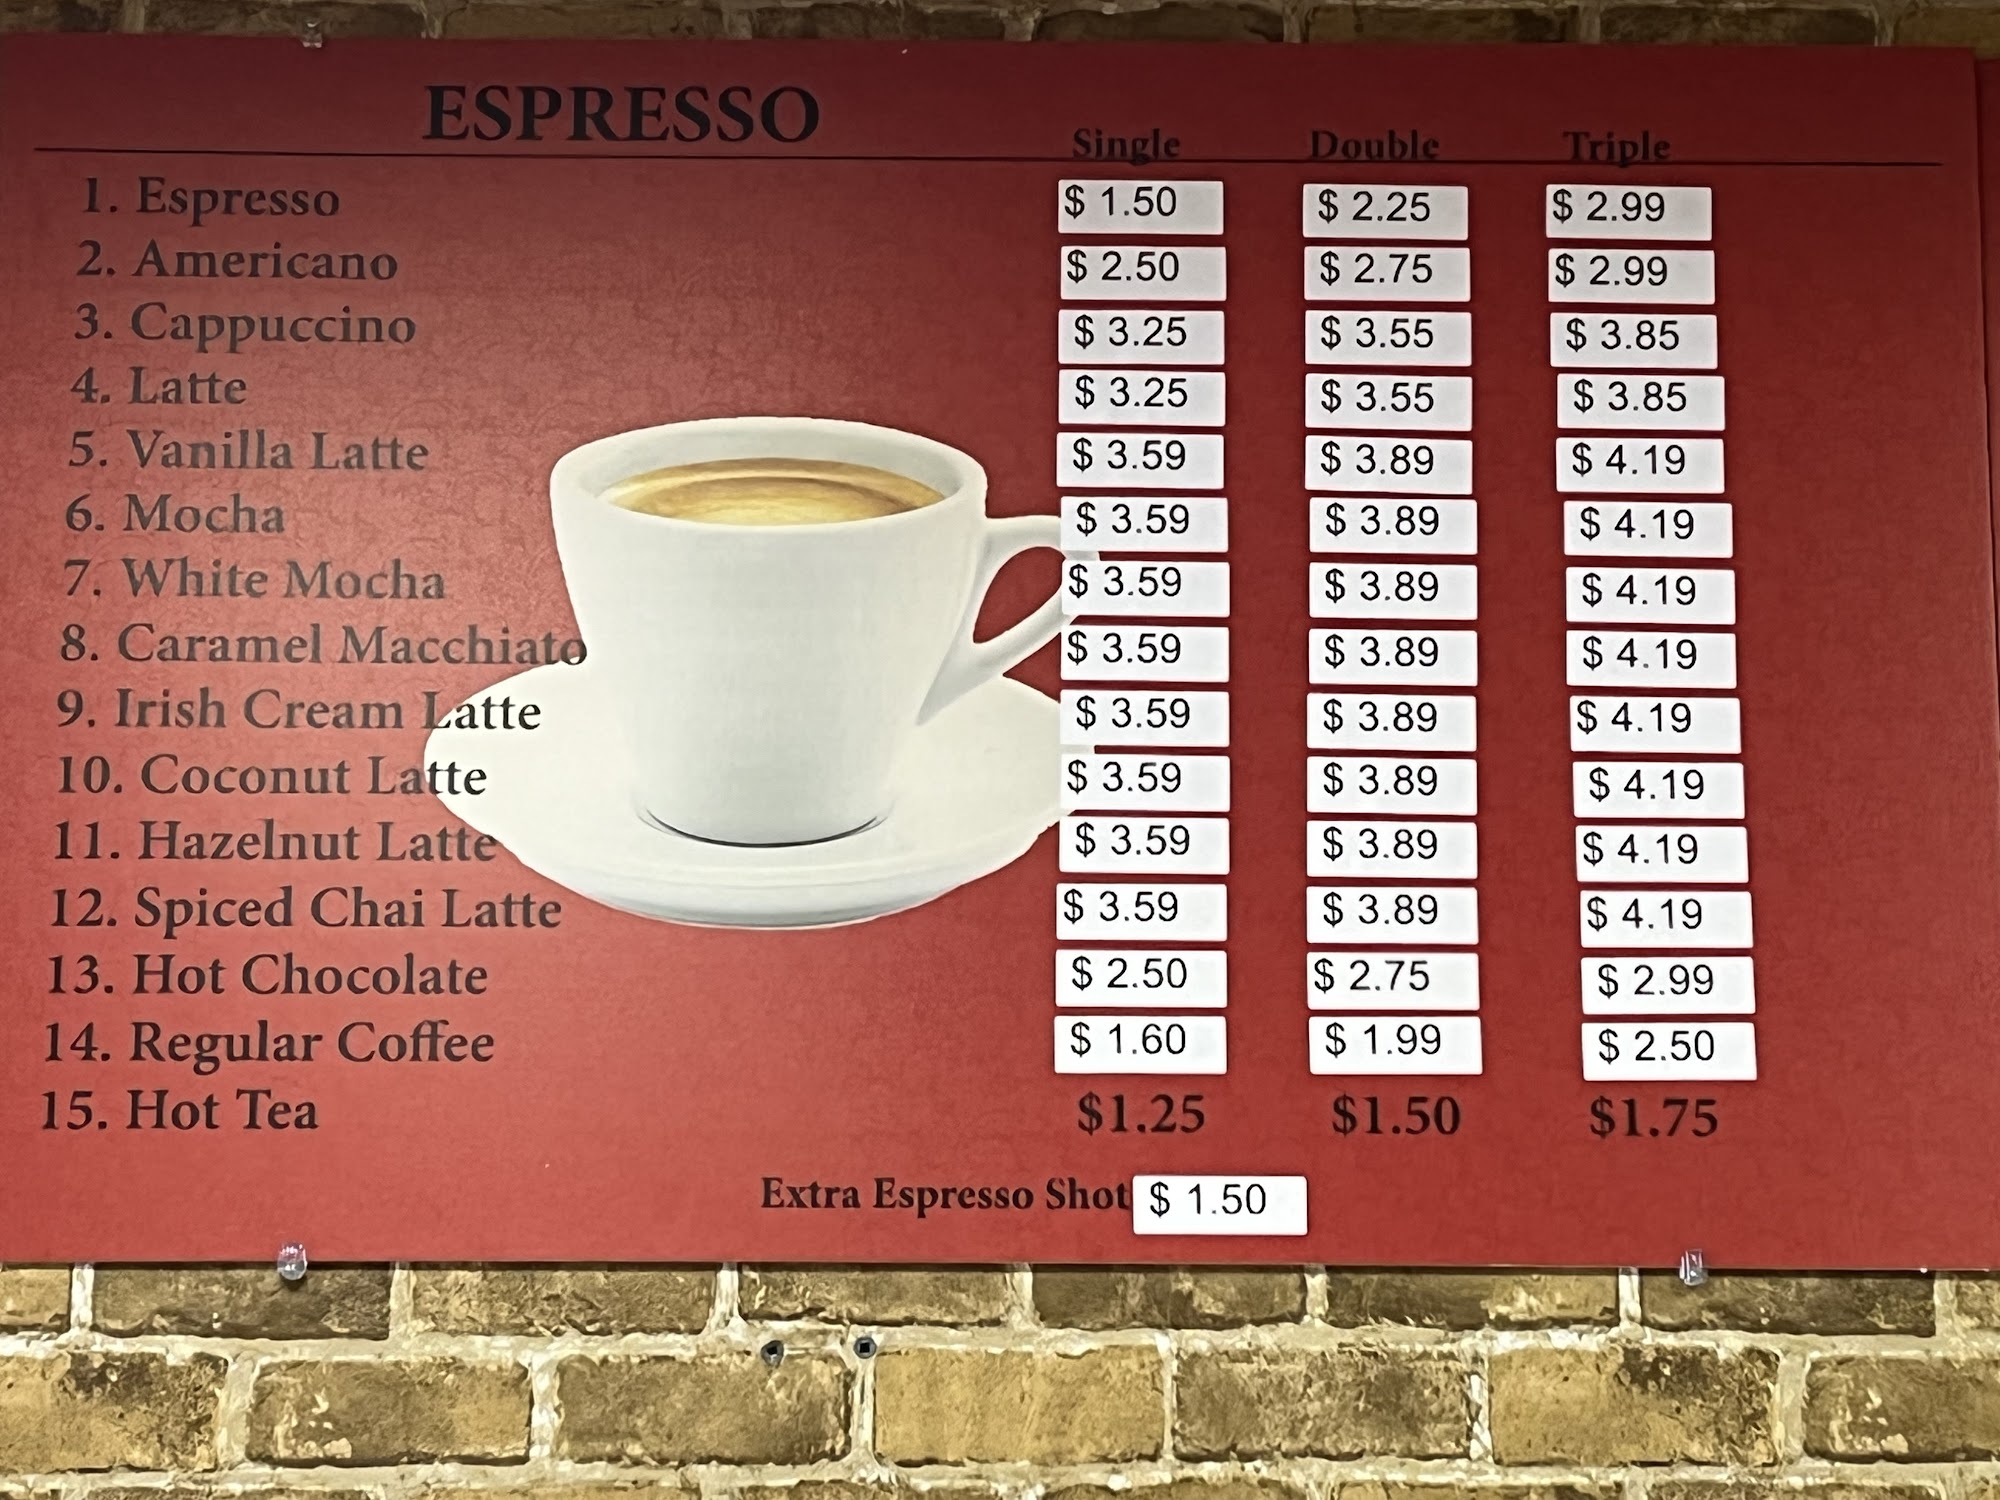 ESPRESSO Single Double Triple
1. Espresso $ 1.50 $ 2.25 $ 2.99
2. Americano $ 2.50 $ 2.75 $ 2.99
3. Cappuccino $ 3.25 $ 3.55 $ 3.85
4. Latte $ 3.25 $ 3.55 $ 3.85
5. Vanilla Latte $ 3.59 $ 3.89 $ 4.19
6. Mocha $ 3.59 $ 3.89 $ 4.19
7. White Mocha $ 3.59 $ 3.89 $ 4.19
8. Caramel Macchiato $ 3.59 $ 3.89 $ 4.19
9. Irish Cream Latte $ 3.59 $ 3.89 $ 4.19
10. Coconut Latte $ 3.59 $ 3.89 $ 4.19
11. Hazelnut Latte $ 3.59 $ 3.89 $ 4.19
12. Spiced Chai Latte $ 3.59 $ 3.89 $ 4.19
13. Hot Chocolate $ 2.50 $ 2.75 $ 2.99
14. Regular Coffee $ 1.60 $ 1.99 $ 2.50
15. Hot Tea $1.25 $1.50 $1.75
Extra Espresso Shot $ 1.50